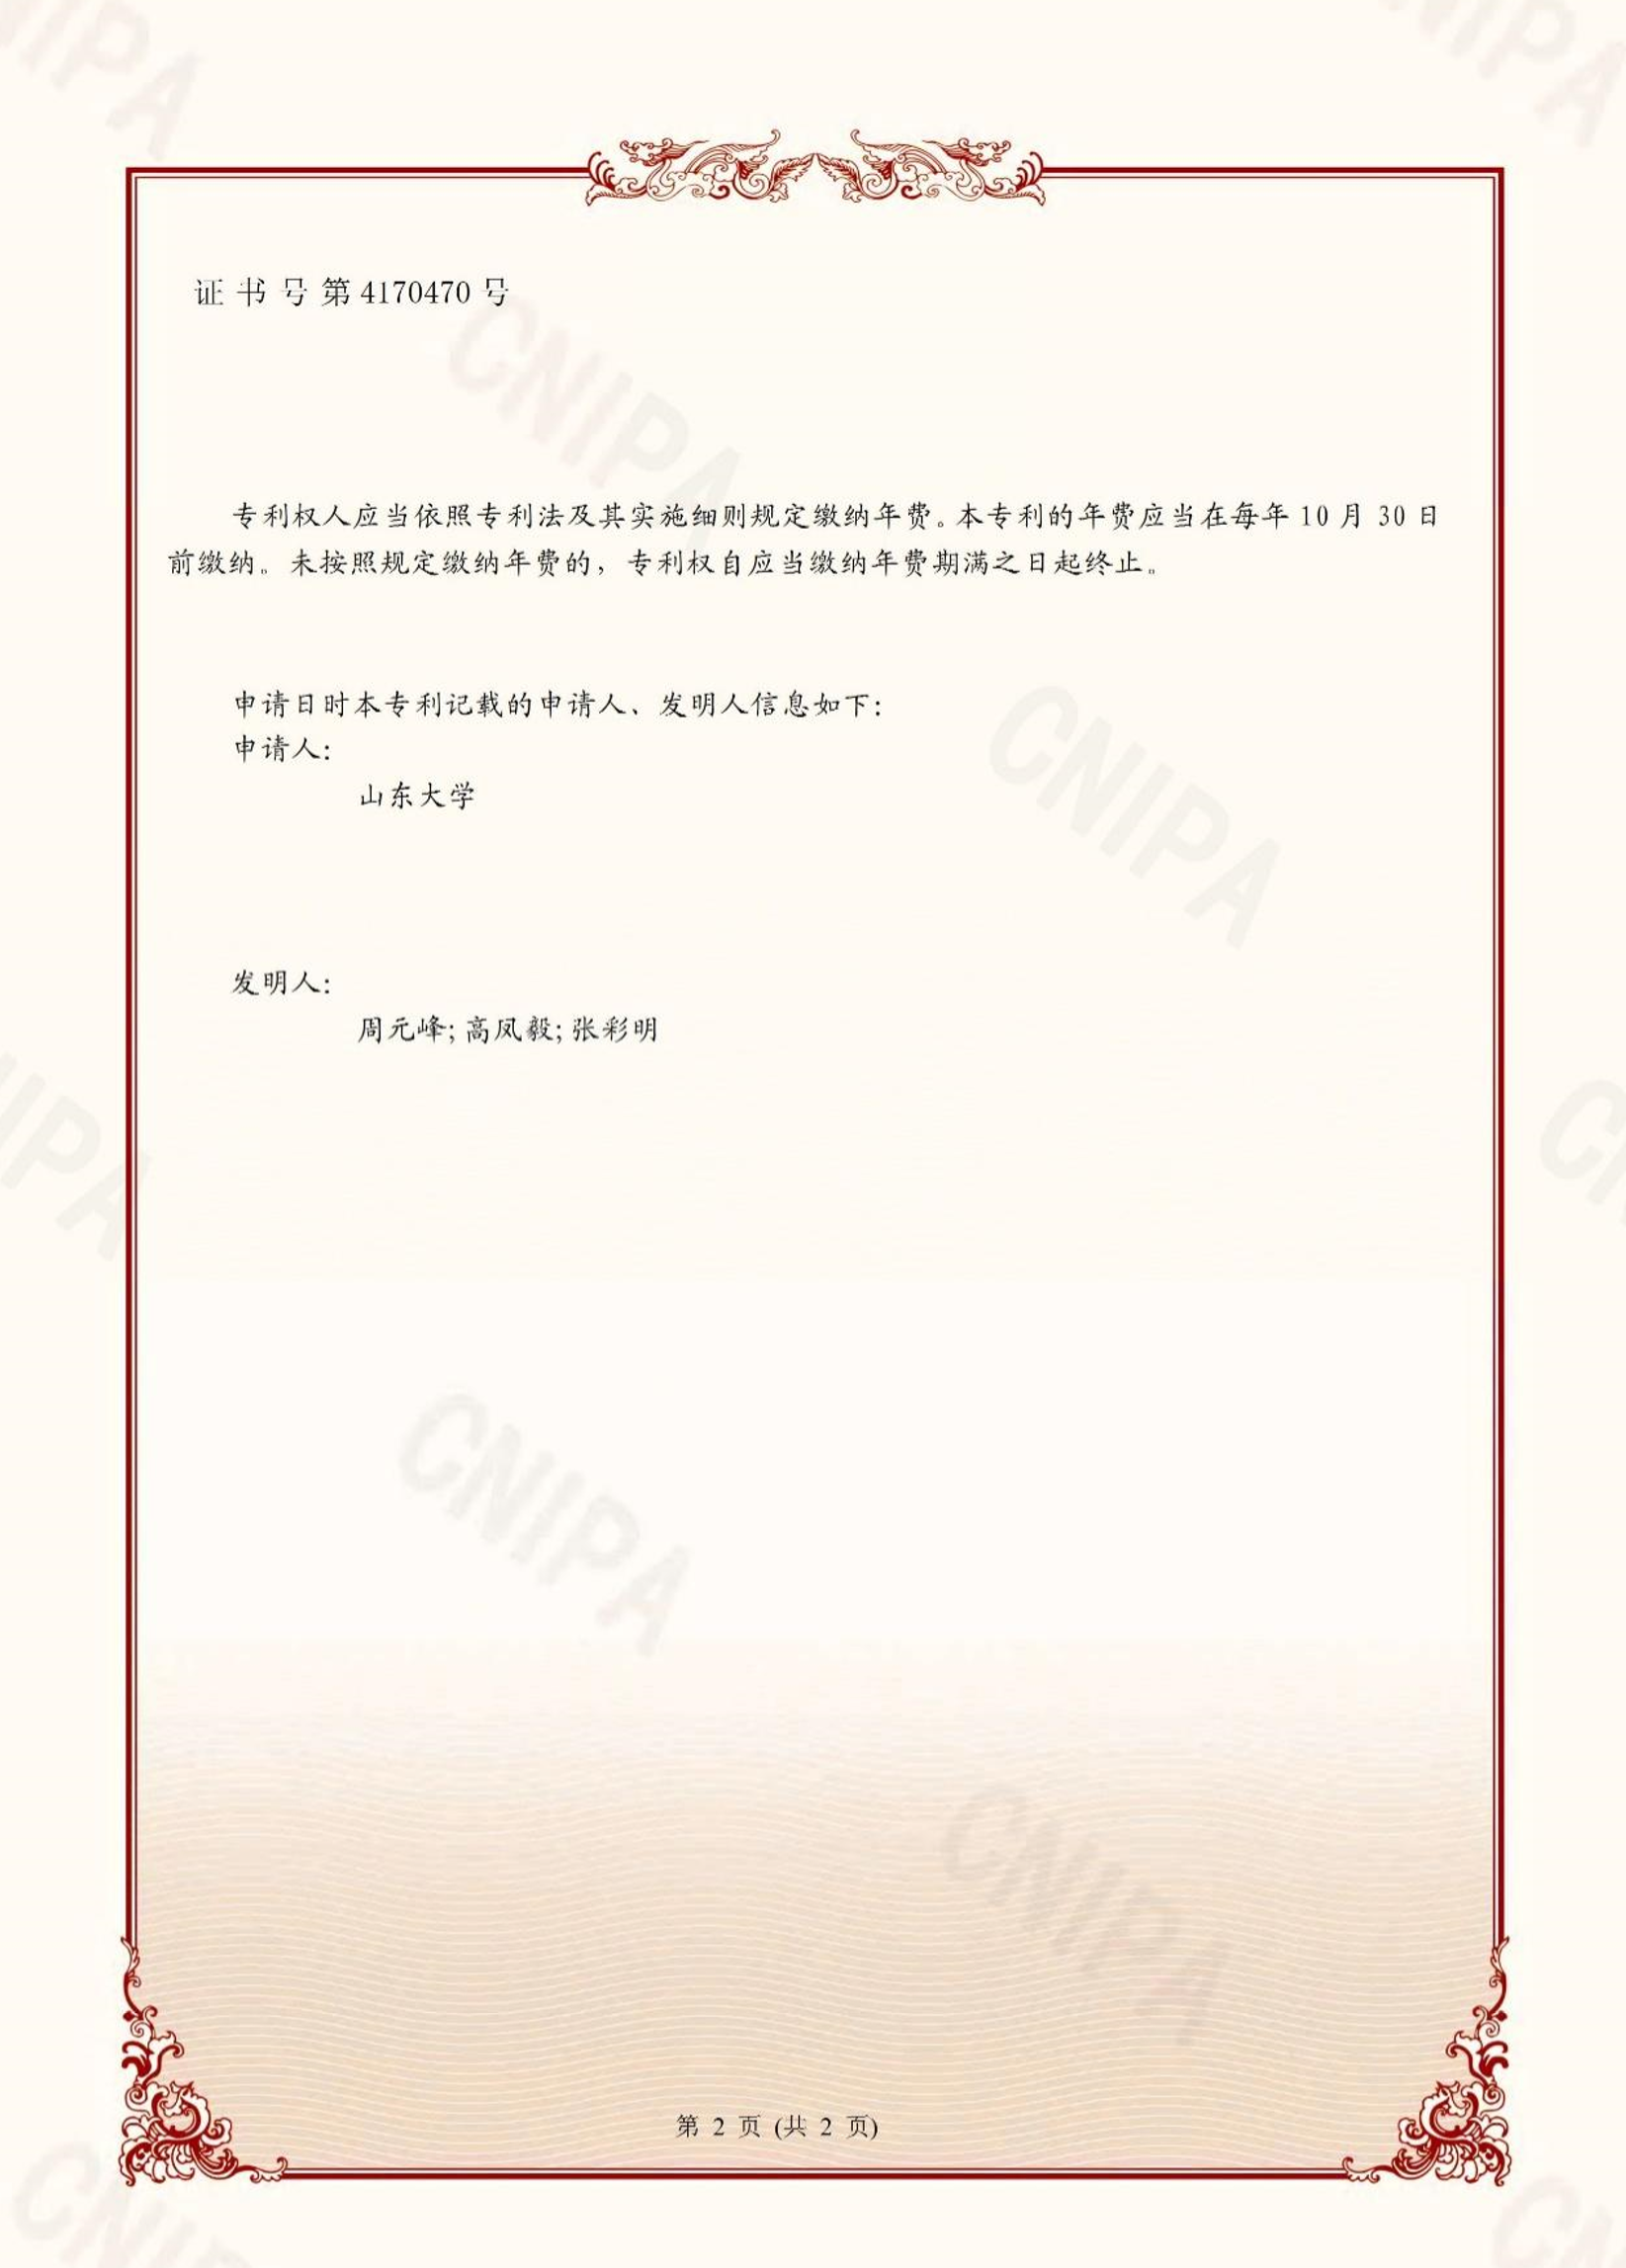 证书号第4170470号
专利权人应当依照专利法及其实施细则规定缴纳年费。本专利的年费应当在每年10月30日
前缴纳。未按照规定缴纳年费的，专利权自应当缴纳年费期满之日起终止。
申请日时本专利记载的申请人、发明人信息如下：
申请人：
山东大学
发明人：
周元峰;高凤毅;张彩明
第 2 页 (共 2 页)
CNIPA
CNIPA
CNIPA
CNIPA